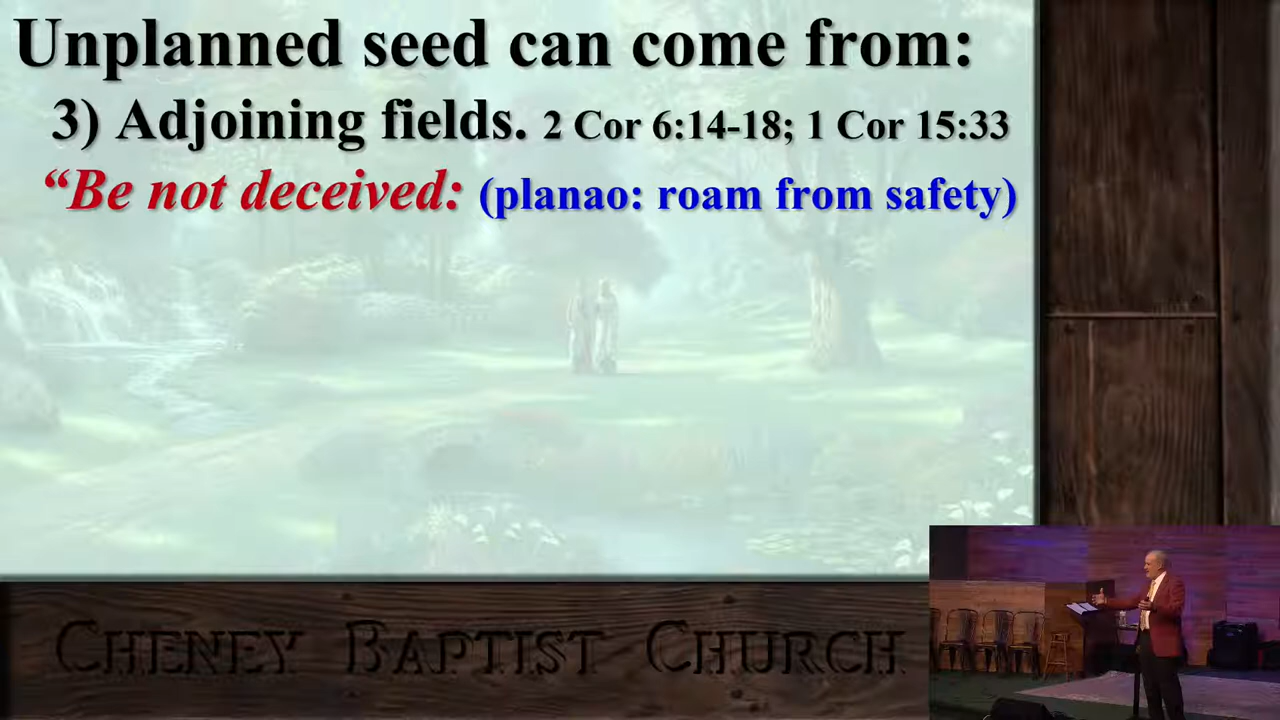 Unplanned seed can come from:
3) Adjoining fields. 2 Cor 6:14-18; 1 Cor 15:33
“Be not deceived: (planao: roam from safety)
CHENEY BAPTIST CHURCH